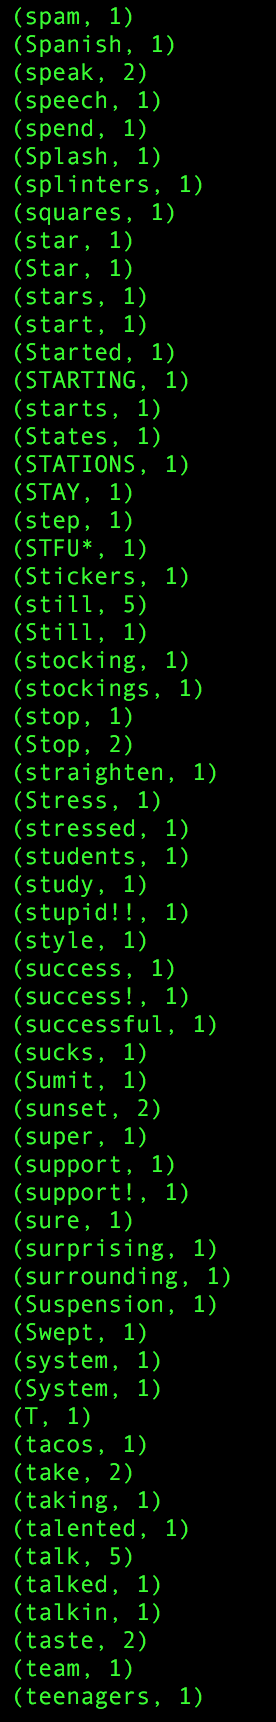 (spam, 1)
(Spanish, 1)
(speak, 2)
(speech, 1)
(spend, 1)
(Splash, 1)
(splinters, 1)
(squares, 1)
(star, 1)
(Star, 1)
(stars, 1)
(start, 1)
(Started, 1)
(STARTING, 1)
(starts, 1)
(States, 1)
(STATIONS, 1)
(STAY, 1)
(step, 1)
(STFU*, 1)
(Stickers, 1)
(still, 5)
(Still, 1)
(stocking, 1)
(stockings, 1)
(stop, 1)
(Stop, 2)
(straighten, 1)
(Stress, 1)
(stressed, 1)
(students, 1)
(study, 1)
(stupid!!, 1)
(style, 1)
(success, 1)
(success!, 1)
(successful, 1)
(sucks, 1)
(Sumit, 1)
(sunset, 2)
(super, 1)
(support, 1)
(support!, 1)
(sure, 1)
(surprising, 1)
(surrounding, 1)
(Suspension, 1)
(Swept, 1)
(system, 1)
(System, 1)
(T, 1)
(tacos, 1)
(take, 2)
(taking, 1)
(talented, 1)
(talk, 5)
(talked, 1)
(talkin, 1)
(taste, 2)
(team, 1)
(teenagers, 1)